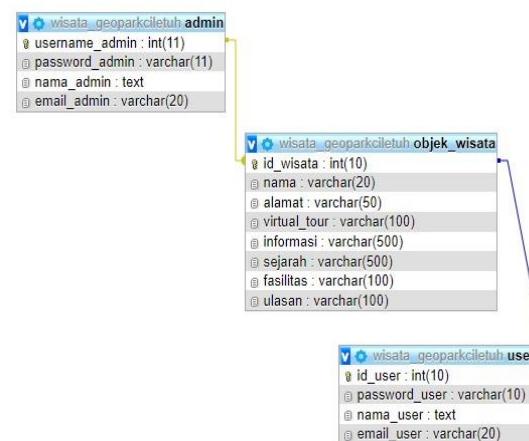 wisata_geoparkciletuh admin
username_admin : int(11)
password_admin : varchar(11)
nama_admin : text
email_admin : varchar(20)
wisata_geoparkciletuh objek_wisata
id_wisata : int(10)
nama : varchar(20)
alamat : varchar(50)
virtual_tour : varchar(100)
informasi : varchar(500)
sejarah : varchar(500)
fasilitas : varchar(100)
ulasan : varchar(100)
wisata_geoparkciletuh use
id_user : int(10)
password_user : varchar(10)
nama_user : text
email_user : varchar(20)